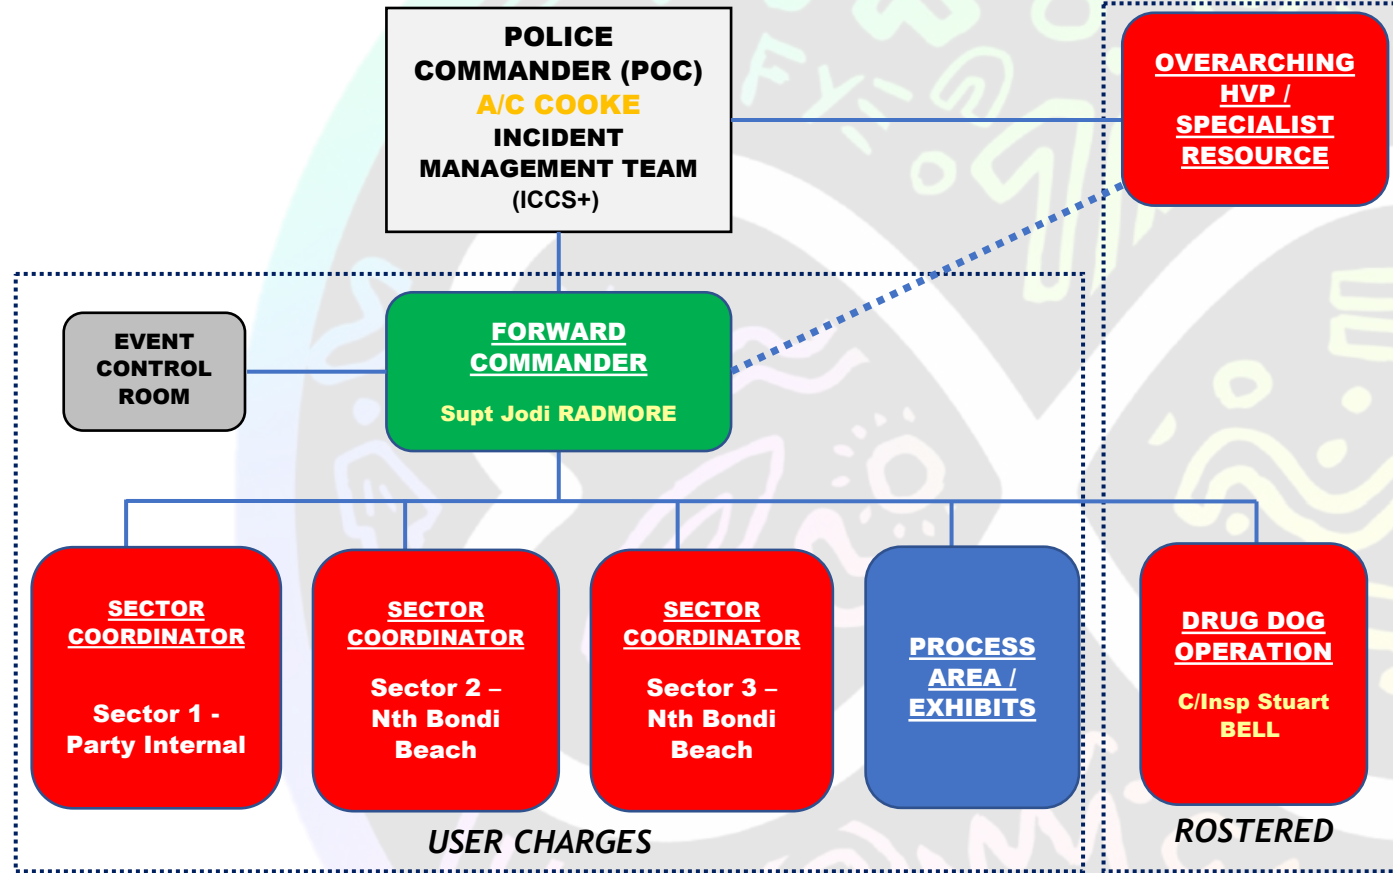 POLICE
COMMANDER (POC)
A/C COOKE
INCIDENT
MANAGEMENT TEAM
(ICCS+)
OVERARCHING
HVP /
SPECIALIST
RESOURCE
EVENT
CONTROL
ROOM
FORWARD
COMMANDER
Supt Jodi RADMORE
SECTOR
COORDINATOR
Sector 1 -
Party Internal
SECTOR
COORDINATOR
Sector 2 –
Nth Bondi
Beach
SECTOR
COORDINATOR
Sector 3 –
Nth Bondi
Beach
PROCESS
AREA /
EXHIBITS
DRUG DOG
OPERATION
C/Insp Stuart
BELL
USER CHARGES
ROSTERED